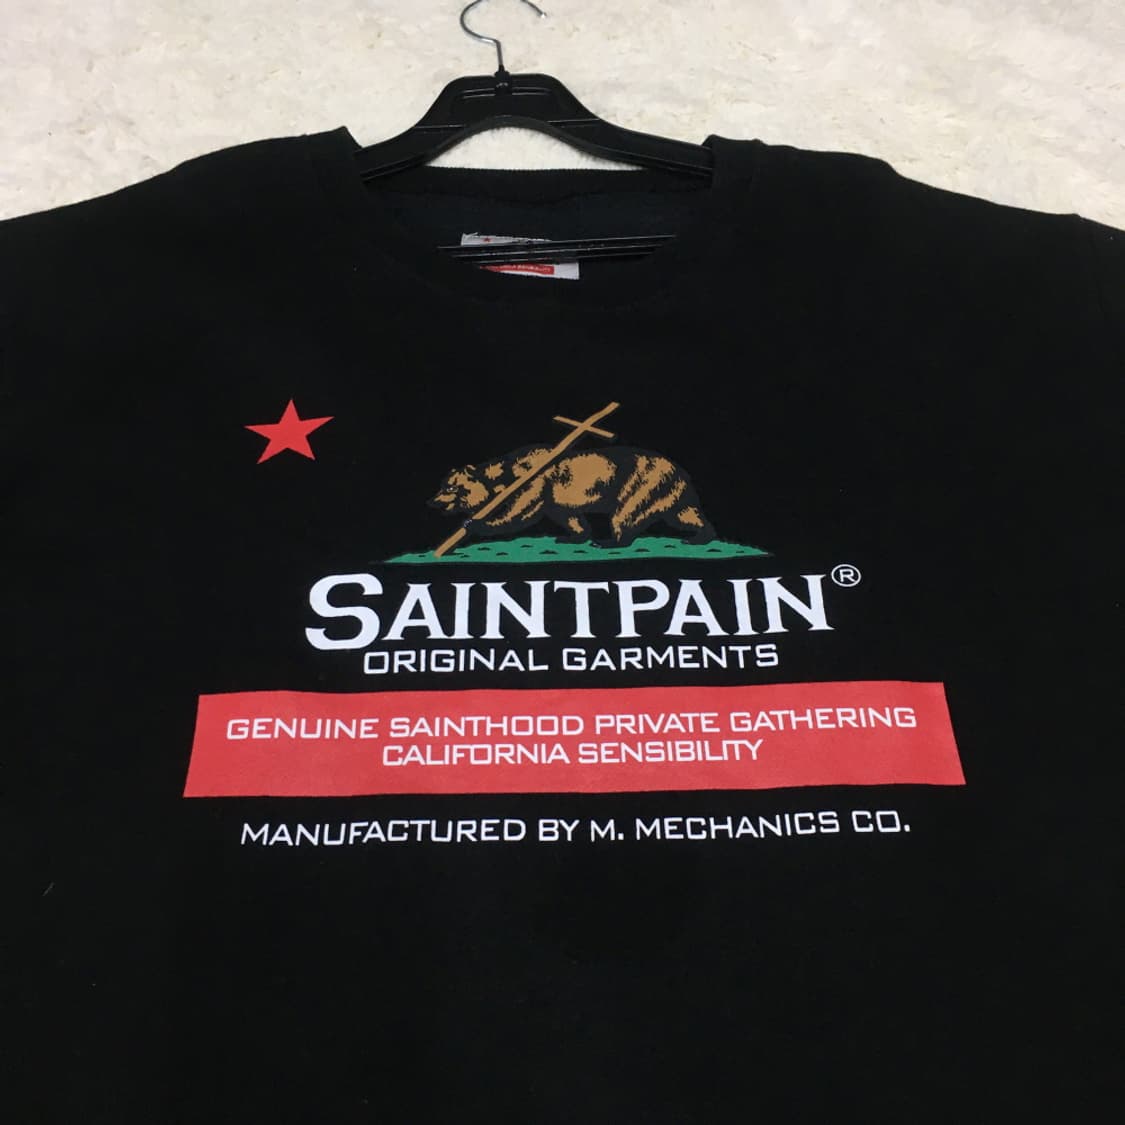 SAINTPAIN®
ORIGINAL GARMENTS
GENUINE SAINTHOOD PRIVATE GATHERING
CALIFORNIA SENSIBILITY
MANUFACTURED BY M. MECHANICS CO.